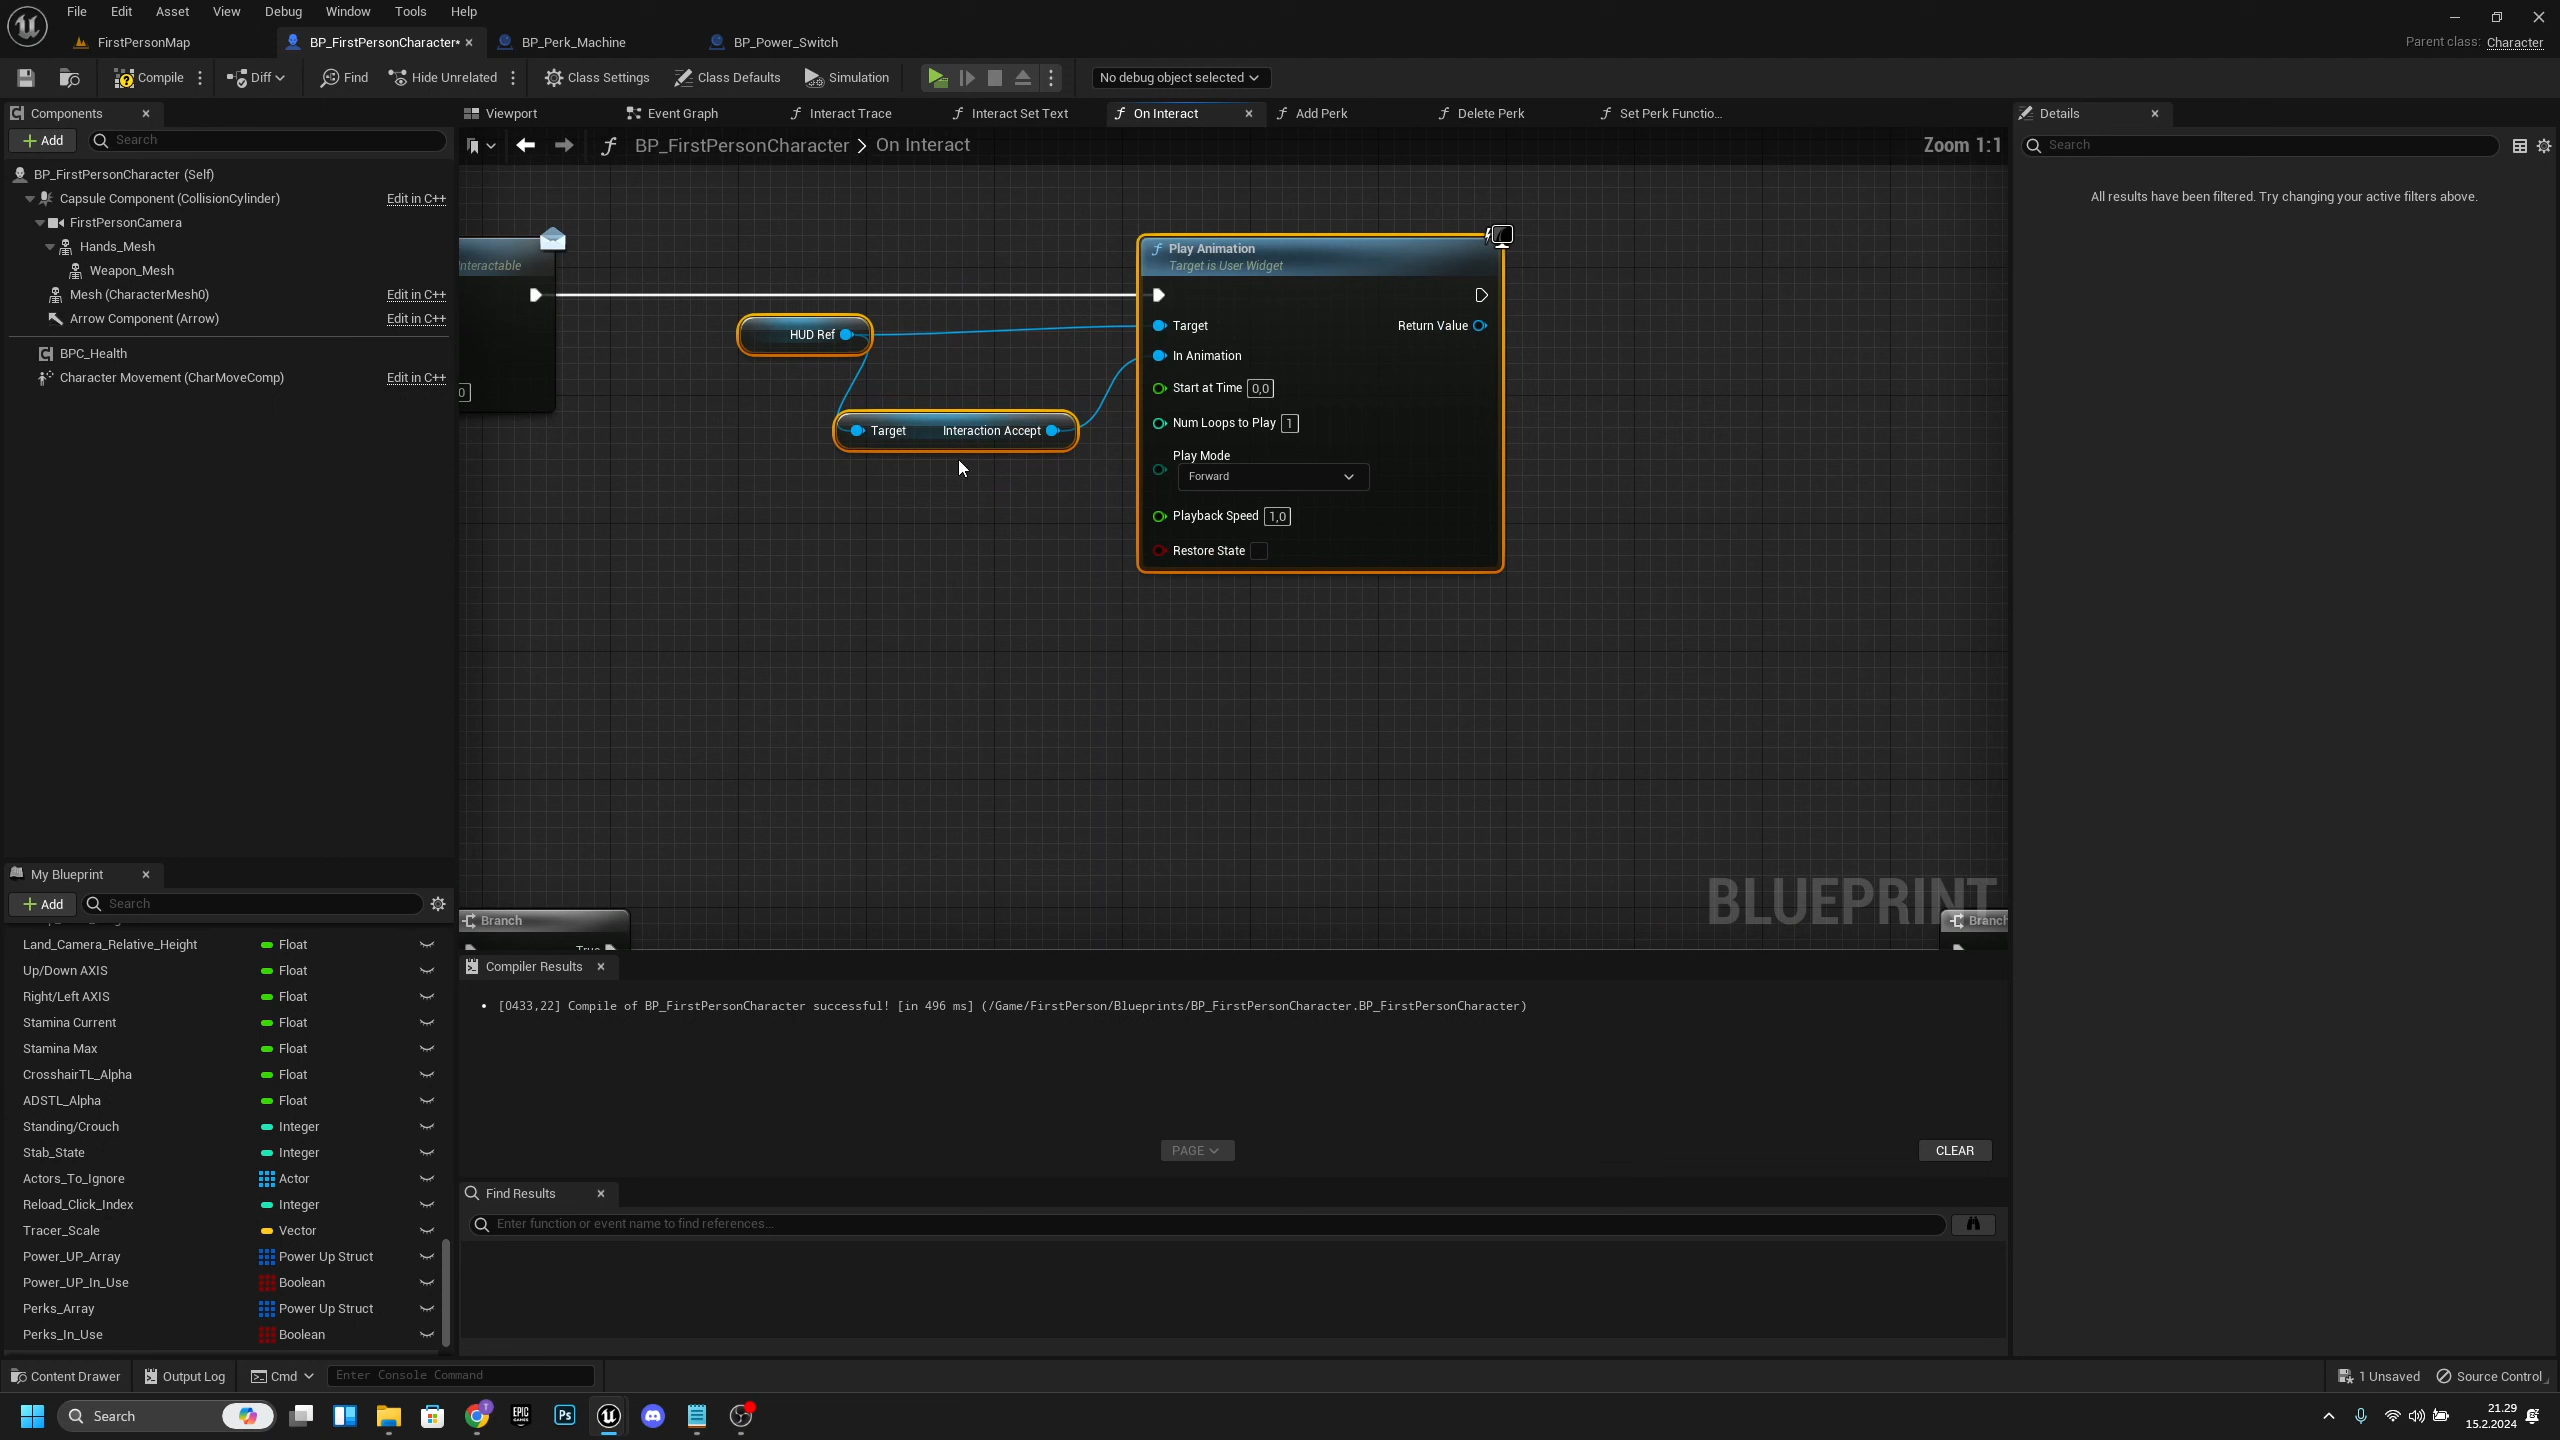 File Edit Asset View Debug Window Tools Help
FirstPersonMap BP_FirstPersonCharacter* BP_Perk_Machine BP_Power_Switch
Parent class: Character
Compile Diff Find Hide Unrelated Class Settings Class Defaults Simulation No debug object selected
Components
Add Search
BP_FirstPersonCharacter (Self)
Capsule Component (CollisionCylinder) Edit in C++
FirstPersonCamera
Hands_Mesh
Weapon_Mesh
Mesh (CharacterMesh0) Edit in C++
Arrow Component (Arrow) Edit in C++
BPC_Health
Character Movement (CharMoveComp) Edit in C++
Viewport Event Graph Interact Trace Interact Set Text On Interact Add Perk Delete Perk Set Perk Functio...
BP_FirstPersonCharacter > On Interact
Zoom 1:1
Interactable
0
HUD Ref
Target Interaction Accept
Play Animation
Target is User Widget
Target Return Value
In Animation
Start at Time 0,0
Num Loops to Play 1
Play Mode
Forward
Playback Speed 1,0
Restore State
BLUEPRINT
Branch
True
Branch
Details
Search
All results have been filtered. Try changing your active filters above.
My Blueprint
Add Search
Land_Camera_Relative_Height Float
Up/Down AXIS Float
Right/Left AXIS Float
Stamina Current Float
Stamina Max Float
CrosshairTL_Alpha Float
ADSTL_Alpha Float
Standing/Crouch Integer
Stab_State Integer
Actors_To_Ignore Actor
Reload_Click_Index Integer
Tracer_Scale Vector
Power_UP_Array Power Up Struct
Power_UP_In_Use Boolean
Perks_Array Power Up Struct
Perks_In_Use Boolean
Compiler Results
[0433,22] Compile of BP_FirstPersonCharacter successful! [in 496 ms] (/Game/FirstPerson/Blueprints/BP_FirstPersonCharacter.BP_FirstPersonCharacter)
PAGE CLEAR
Find Results
Enter function or event name to find references...
Content Drawer Output Log Cmd Enter Console Command 1 Unsaved Source Control
Search
EPIC GAMES
Ps
21.29
15.2.2024